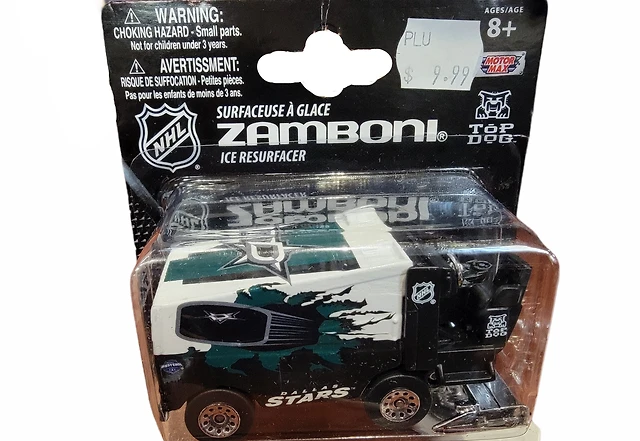 WARNING:
CHOKING HAZARD - Small parts.
Not for children under 3 years.
AVERTISSEMENT:
RISQUE DE SUFFOCATION - Petites pièces.
Pas pour les enfants de moins de 3 ans.
AGES/AGE
8+
PLU
$ 9.99
MOTOR
MAX
TOP
DOG
NHL
®
SURFACEUSE À GLACE
ZAMBONI®
ICE RESURFACER
D
NHL
TOP
DOG
DALLAS
STARS